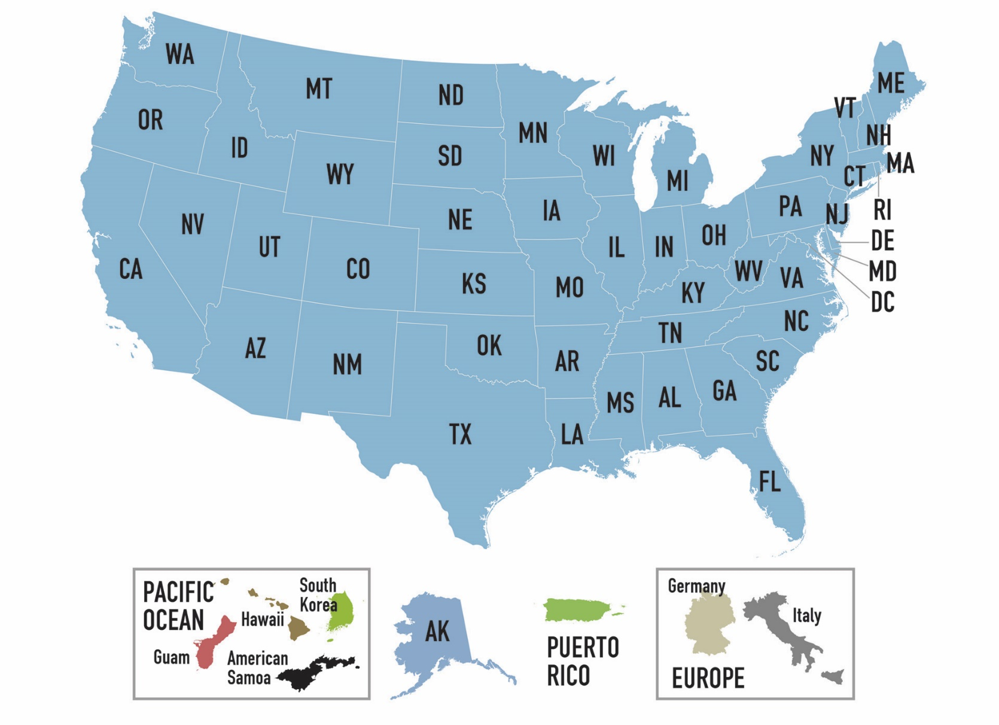 WA
MT
ND
ME
VT
OR
MN
NH
ID
SD
WI
NY
MA
WY
MI
CT
PA
RI
IA
NJ
NV
NE
OH
DE
UT
IL
IN
CA
CO
WV
VA
MD
KS
MO
KY
DC
NC
TN
AZ
OK
AR
SC
NM
MS
AL
GA
TX
LA
FL
PACIFIC
OCEAN
South
Korea
Hawaii
Guam
American
Samoa
AK
PUERTO
RICO
Germany
Italy
EUROPE